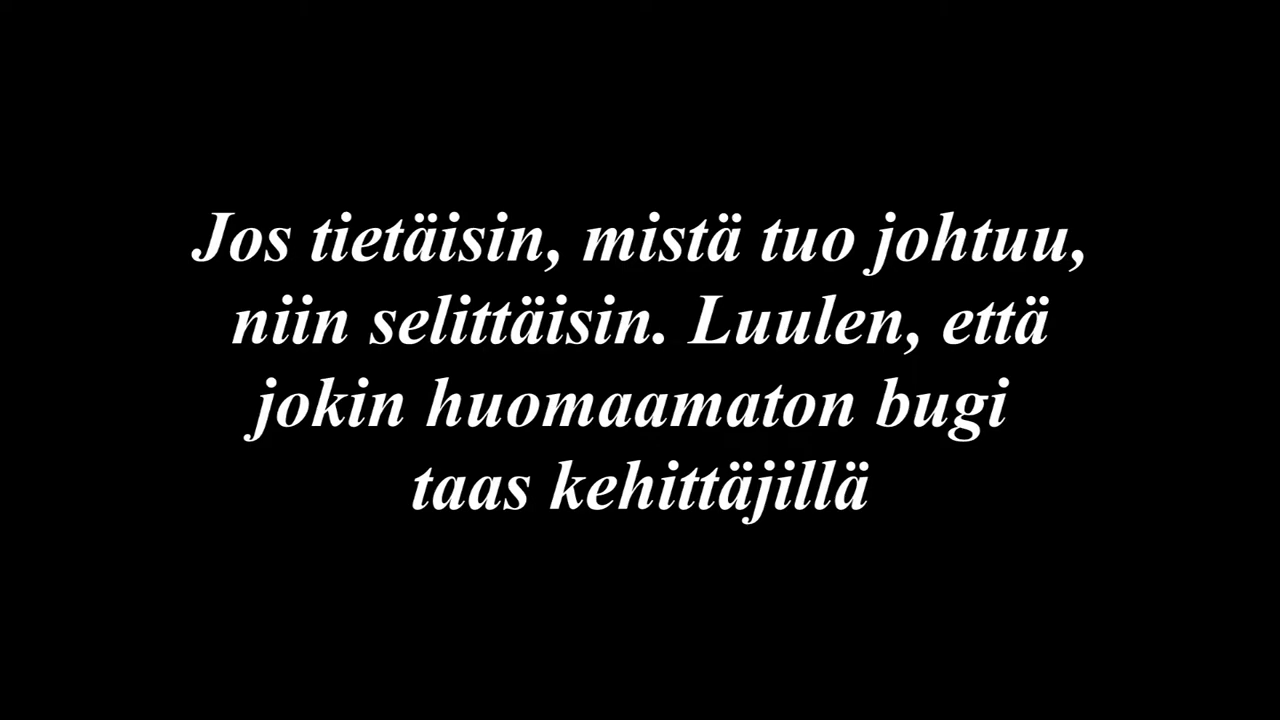 Jos tietäisin, mistä tuo johtuu,
niin selittäisin. Luulen, että
jokin huomaamaton bugi
taas kehittäjillä